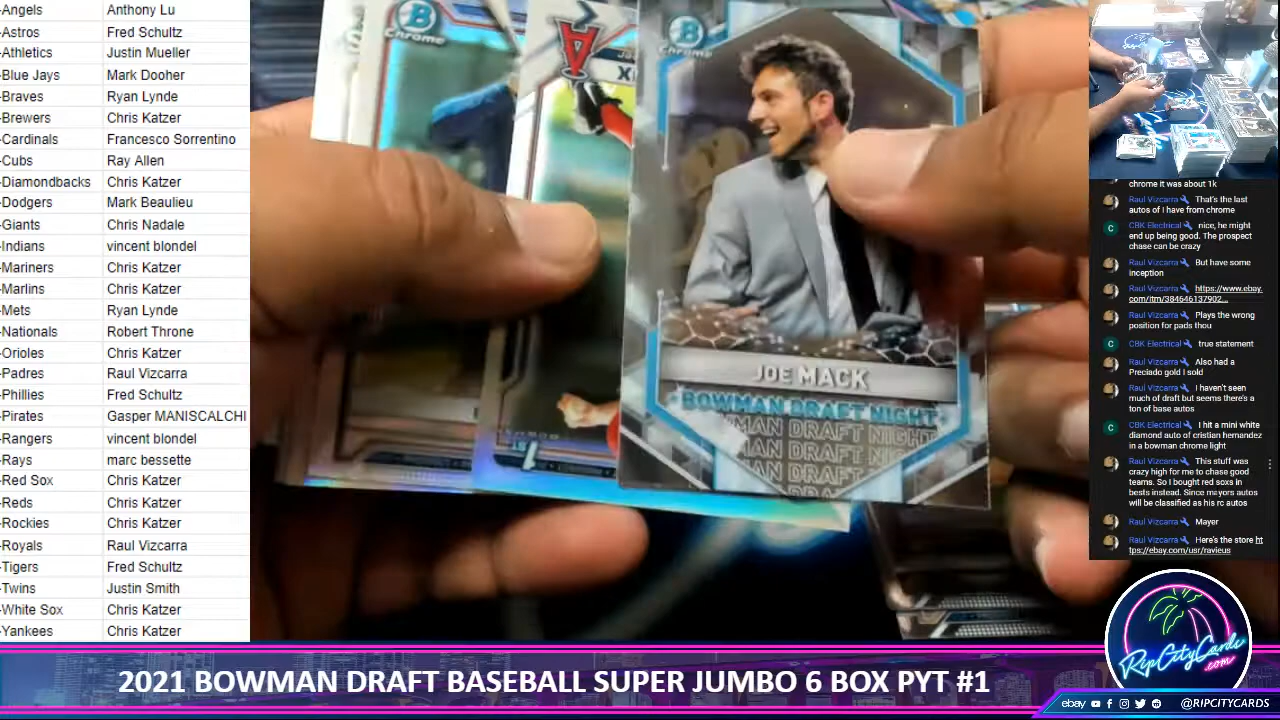 -Angels Anthony Lu
-Astros Fred Schultz
-Athletics Justin Mueller
-Blue Jays Mark Dooher
-Braves Ryan Lynde
-Brewers Chris Katzer
-Cardinals Francesco Sorrentino
-Cubs Ray Allen
-Diamondbacks Chris Katzer
-Dodgers Mark Beaulieu
-Giants Chris Nadale
-Indians vincent blondel
-Mariners Chris Katzer
-Marlins Chris Katzer
-Mets Ryan Lynde
-Nationals Robert Throne
-Orioles Chris Katzer
-Padres Raul Vizcarra
-Phillies Fred Schultz
-Pirates Gasper MANISCALCHI
-Rangers vincent blondel
-Rays marc bessette
-Red Sox Chris Katzer
-Reds Chris Katzer
-Rockies Chris Katzer
-Royals Raul Vizcarra
-Tigers Fred Schultz
-Twins Justin Smith
-White Sox Chris Katzer
-Yankees Chris Katzer
B
Chrome
A
B
Chrome
JOE MACK
BOWMAN DRAFT NIGHT
BOWMAN DRAFT NIGHT
1ST
chrome It was about 1k
Raul Vizcarra That's the last
autos of I have from chrome
C CBK Electrical nice, he might
end up being good. The prospect
chase can be crazy
Raul Vizcarra But have some
inception
Raul Vizcarra https://www.ebay.
com/itm/384646137902...
Raul Vizcarra Plays the wrong
position for pads thou
C CBK Electrical true statement
Raul Vizcarra Also had a
Preciado gold I sold
Raul Vizcarra I haven't seen
much of draft but seems there's a
ton of base autos
C CBK Electrical I hit a mini white
diamond auto of cristian hernandez
in a bowman chrome light
Raul Vizcarra This stuff was
crazy high for me to chase good
teams. So I bought red soxs in
bests instead. Since mayors autos
will be classified as his rc autos
Raul Vizcarra Mayer
Raul Vizcarra Here's the store ht
tps://ebay.com/usr/ravieus
RipCityCards
.com
2021 BOWMAN DRAFT BASEBALL SUPER JUMBO 6 BOX PYT #1
ebay @RIPCITYCARDS